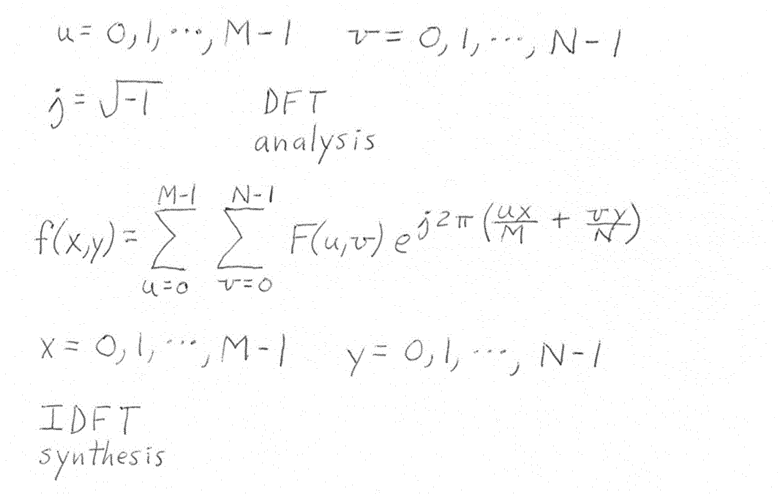 u = 0, 1, ..., M-1   v = 0, 1, ..., N-1
j = √-1   DFT
analysis
f(x,y) = ∑_{u=0}^{M-1} ∑_{v=0}^{N-1} F(u,v) e^{j2π(ux/M + vy/N)}
x = 0, 1, ..., M-1   y = 0, 1, ..., N-1
IDFT
synthesis